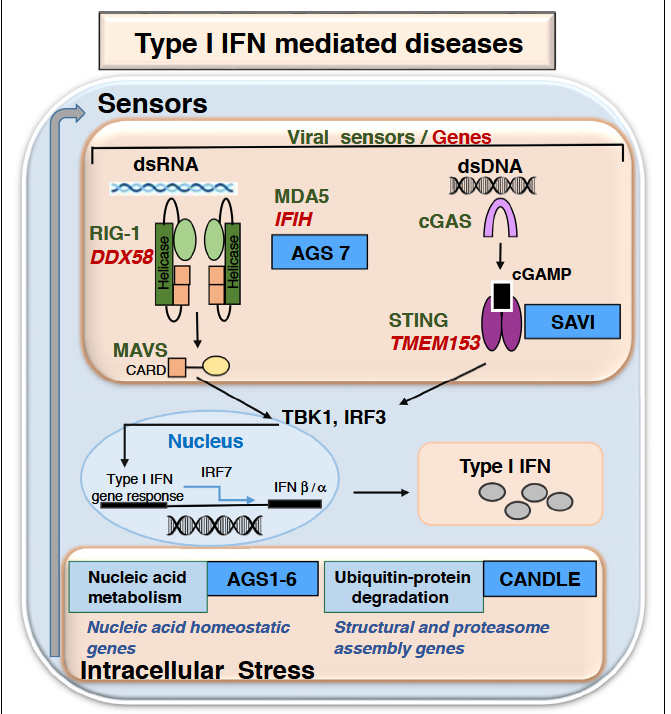 Type I IFN mediated diseases
Sensors
Viral sensors / Genes
dsRNA
dsDNA
MDA5
IFIH
AGS 7
RIG-1
DDX58
Helicase
Helicase
cGAS
cGAMP
STING
TMEM153
SAVI
MAVS
CARD
TBK1, IRF3
Nucleus
Type I IFN
gene response
IRF7
IFN β/α
Type I IFN
Nucleic acid
metabolism
AGS1-6
Ubiquitin-protein
degradation
CANDLE
Nucleic acid homeostatic
genes
Structural and proteasome
assembly genes
Intracellular Stress